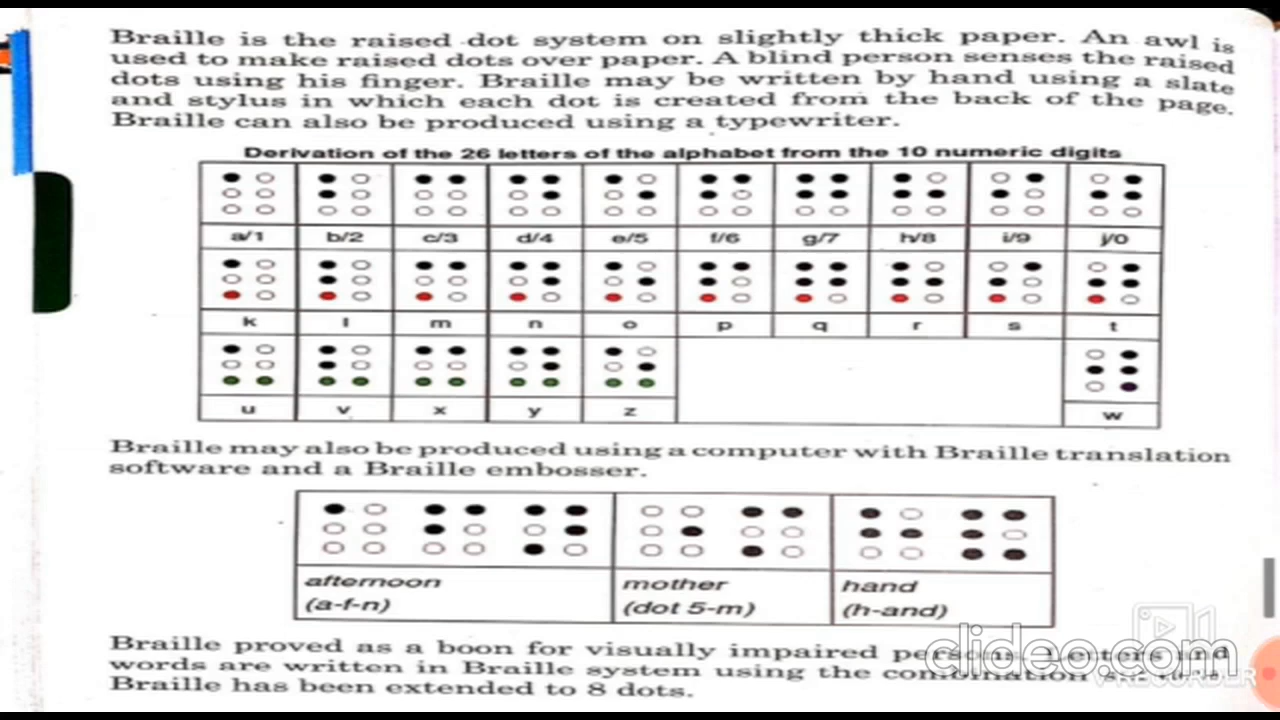 Braille is the raised dot system on slightly thick paper. An awl is
used to make raised dots over paper. A blind person senses the raised
dots using his finger. Braille may be written by hand using a slate
and stylus in which each dot is created from the back of the page.
Braille can also be produced using a typewriter.
Derivation of the 26 letters of the alphabet from the 10 numeric digits
a/1 b/2 c/3 d/4 e/5 f/6 g/7 h/8 i/9 j/0
k l m n o p q r s t
u v x y z w
Braille may also be produced using a computer with Braille translation
software and a Braille embosser.
afternoon mother hand
(a-f-n) (dot 5-m) (h-and)
Braille proved as a boon for visually impaired persons. Letters and
words are written in Braille system using the combination
Braille has been extended to 8 dots.
clideo.com
V-RECORDER